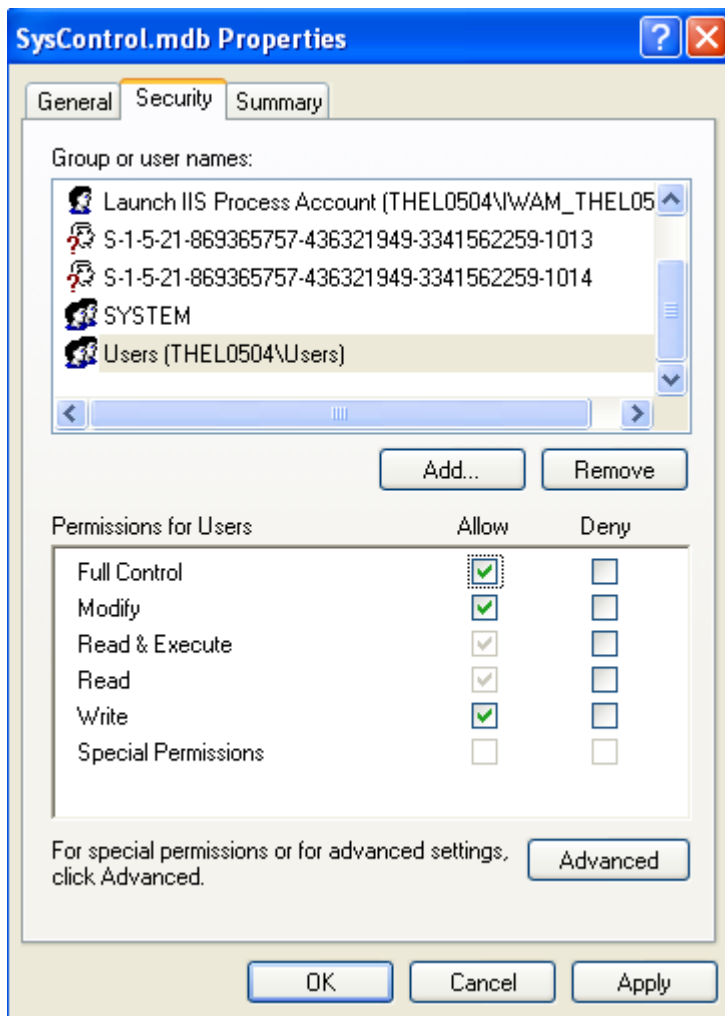 SysControl.mdb Properties
General Security Summary
Group or user names:
Launch IIS Process Account (THEL0504\IWAM_THEL05
S-1-5-21-869365757-436321949-3341562259-1013
S-1-5-21-869365757-436321949-3341562259-1014
SYSTEM
Users (THEL0504\Users)
Add... Remove
Permissions for Users Allow Deny
Full Control
Modify
Read & Execute
Read
Write
Special Permissions
For special permissions or for advanced settings,
click Advanced.
Advanced
OK Cancel Apply